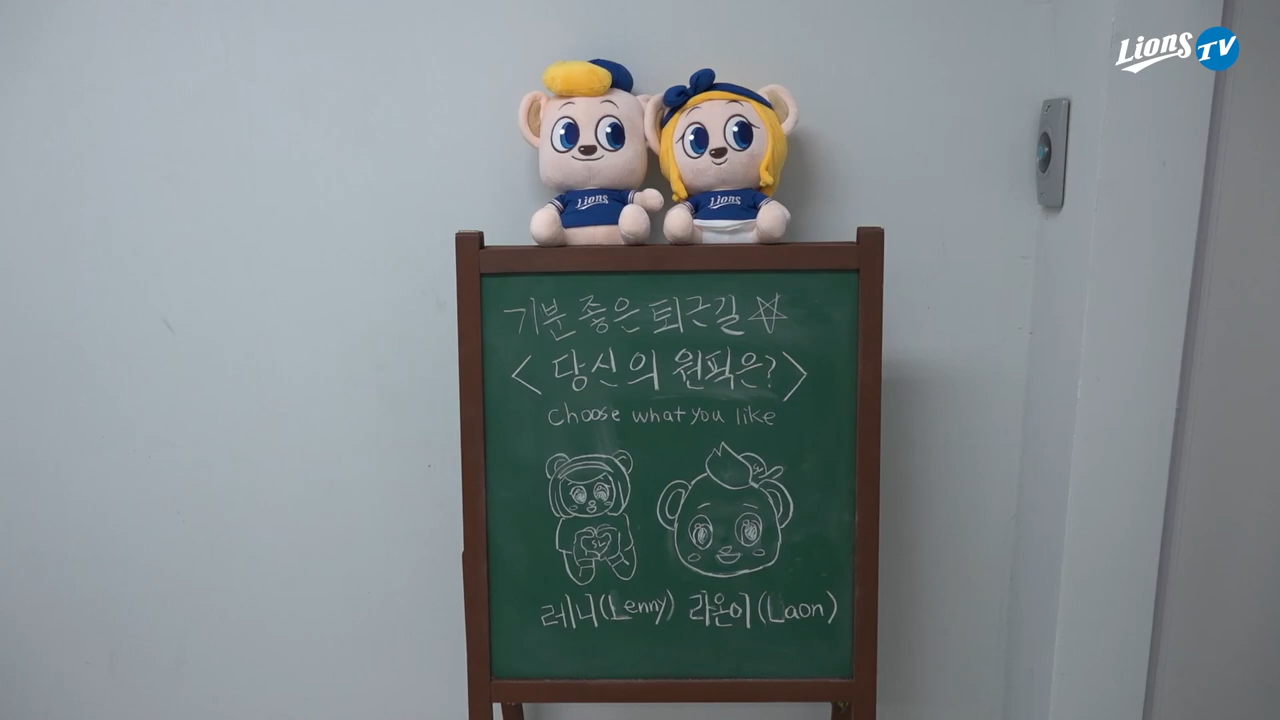 Lions TV
Lions
Lions
기분 좋은 퇴근길
<당신의 원픽은?>
Choose what you like
레니(Lenny) 라온이(Laon)